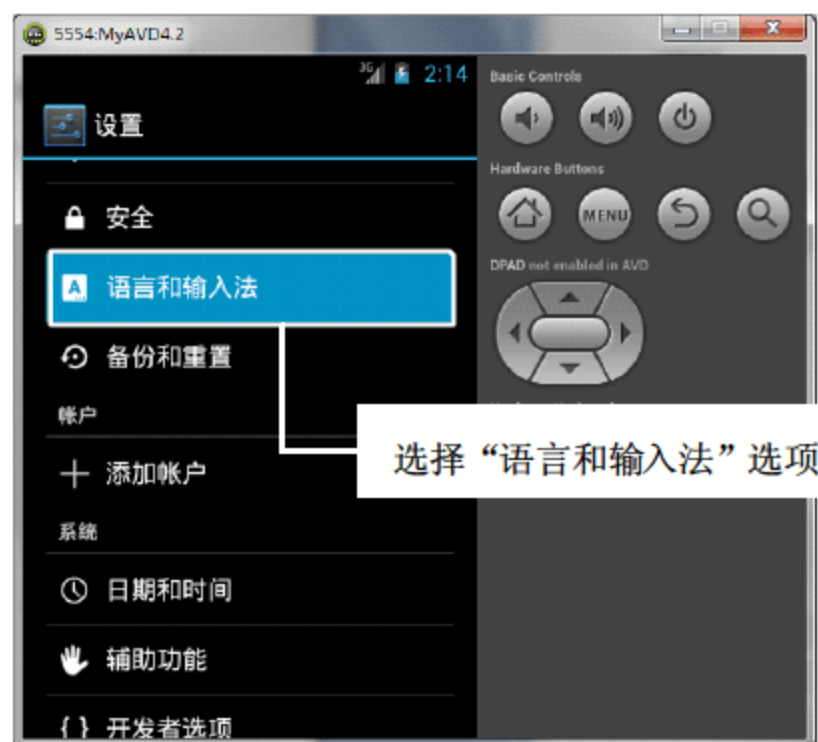 5554:MyAVD4.2
3G 2:14
设置
安全
语言和输入法
备份和重置
帐户
添加帐户
系统
日期和时间
辅助功能
{ } 开发者选项
Basic Controls
Hardware Buttons
MENU
DPAD not enabled in AVD
选择“语言和输入法”选项